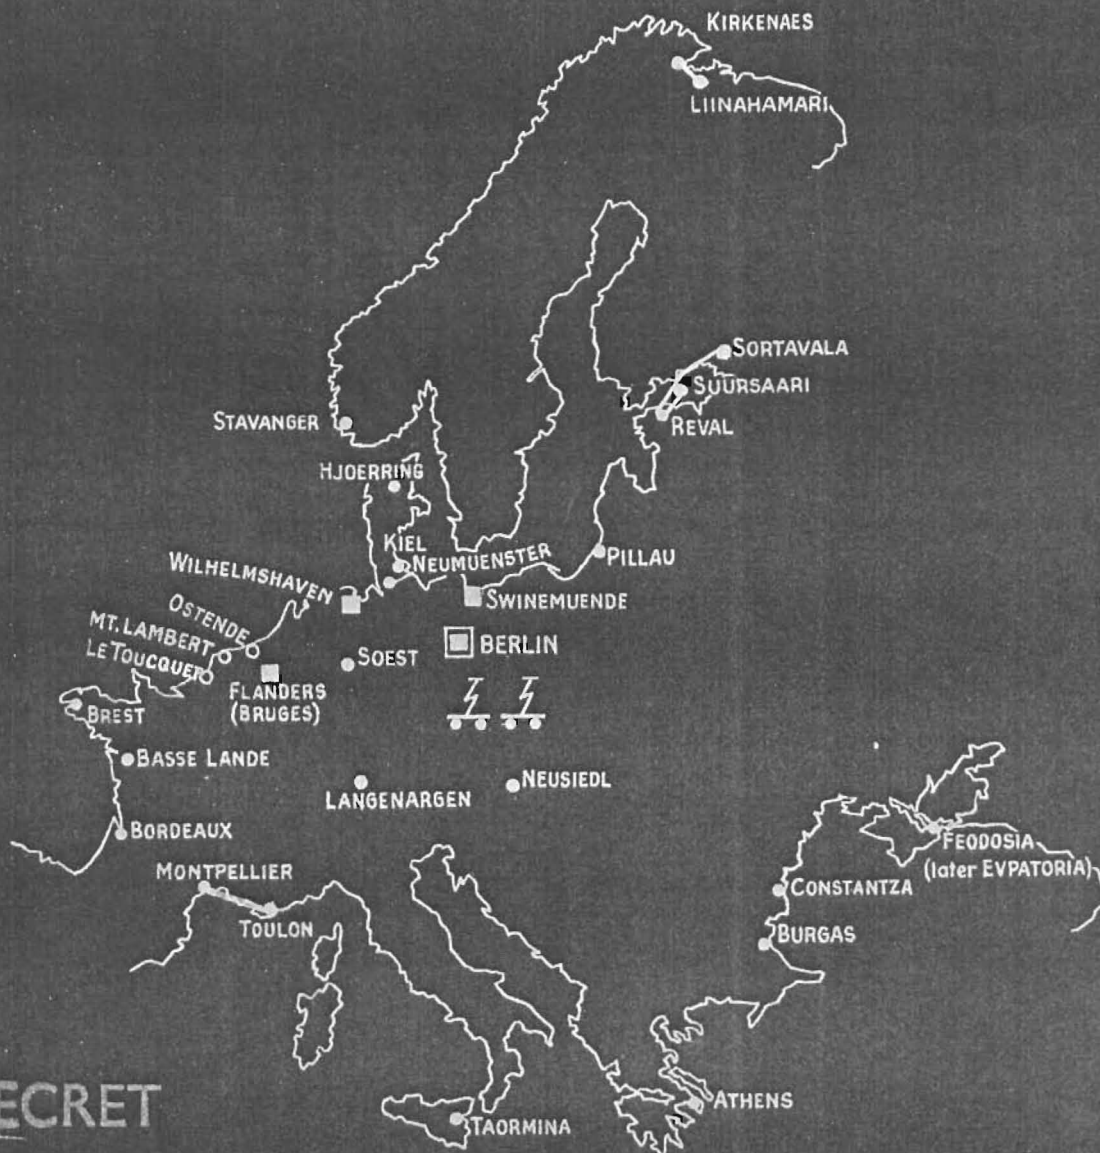 KIRKENAES
LIINAHAMARI
SORTAVALA
SUURSAARI
REVAL
STAVANGER
HJOERRING
KIEL
NEUMUENSTER
PILLAU
WILHELMSHAVEN
SWINEMUENDE
OSTENDE
MT. LAMBERT
LE TOUCQUET
BERLIN
SOEST
FLANDERS
(BRUGES)
BREST
BASSE LANDE
LANGENARGEN
NEUSIEDL
BORDEAUX
FEODOSIA
(later EVPATORIA)
MONTPELLIER
CONSTANTZA
TOULON
BURGAS
ECRET
ATHENS
TAORMINA